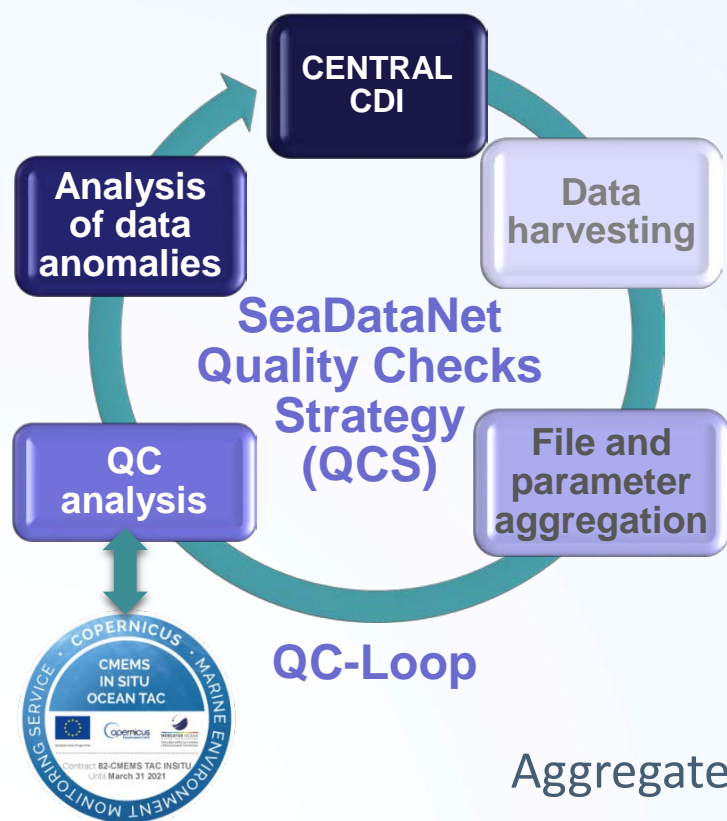 CENTRAL
CDI
Data
harvesting
Analysis
of data
anomalies
SeaDataNet
Quality Checks
Strategy
(QCS)
File and
parameter
aggregation
QC
analysis
QC-Loop
COPERNICUS · MARINE ENVIRONMENT MONITORING SERVICE ·
CMEMS
IN SITU
OCEAN TAC
Copernicus
MERCATOR OCEAN
Contract 82-CMEMS TAC INSITU
Until March 31 2021
Aggregate